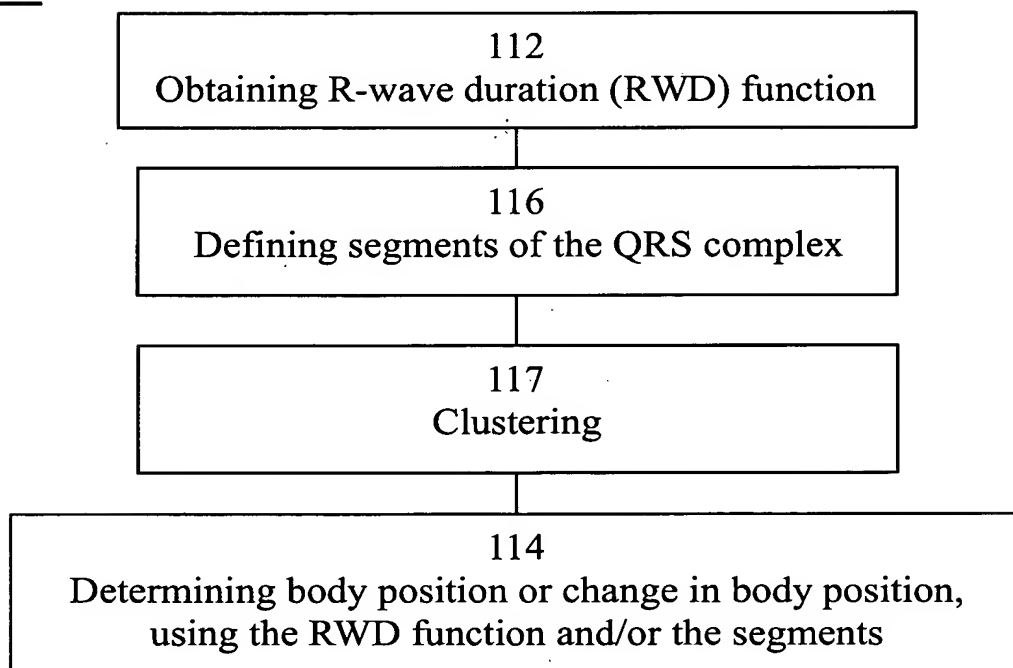 112
Obtaining R-wave duration (RWD) function
116
Defining segments of the QRS complex
117
Clustering
114
Determining body position or change in body position,
using the RWD function and/or the segments